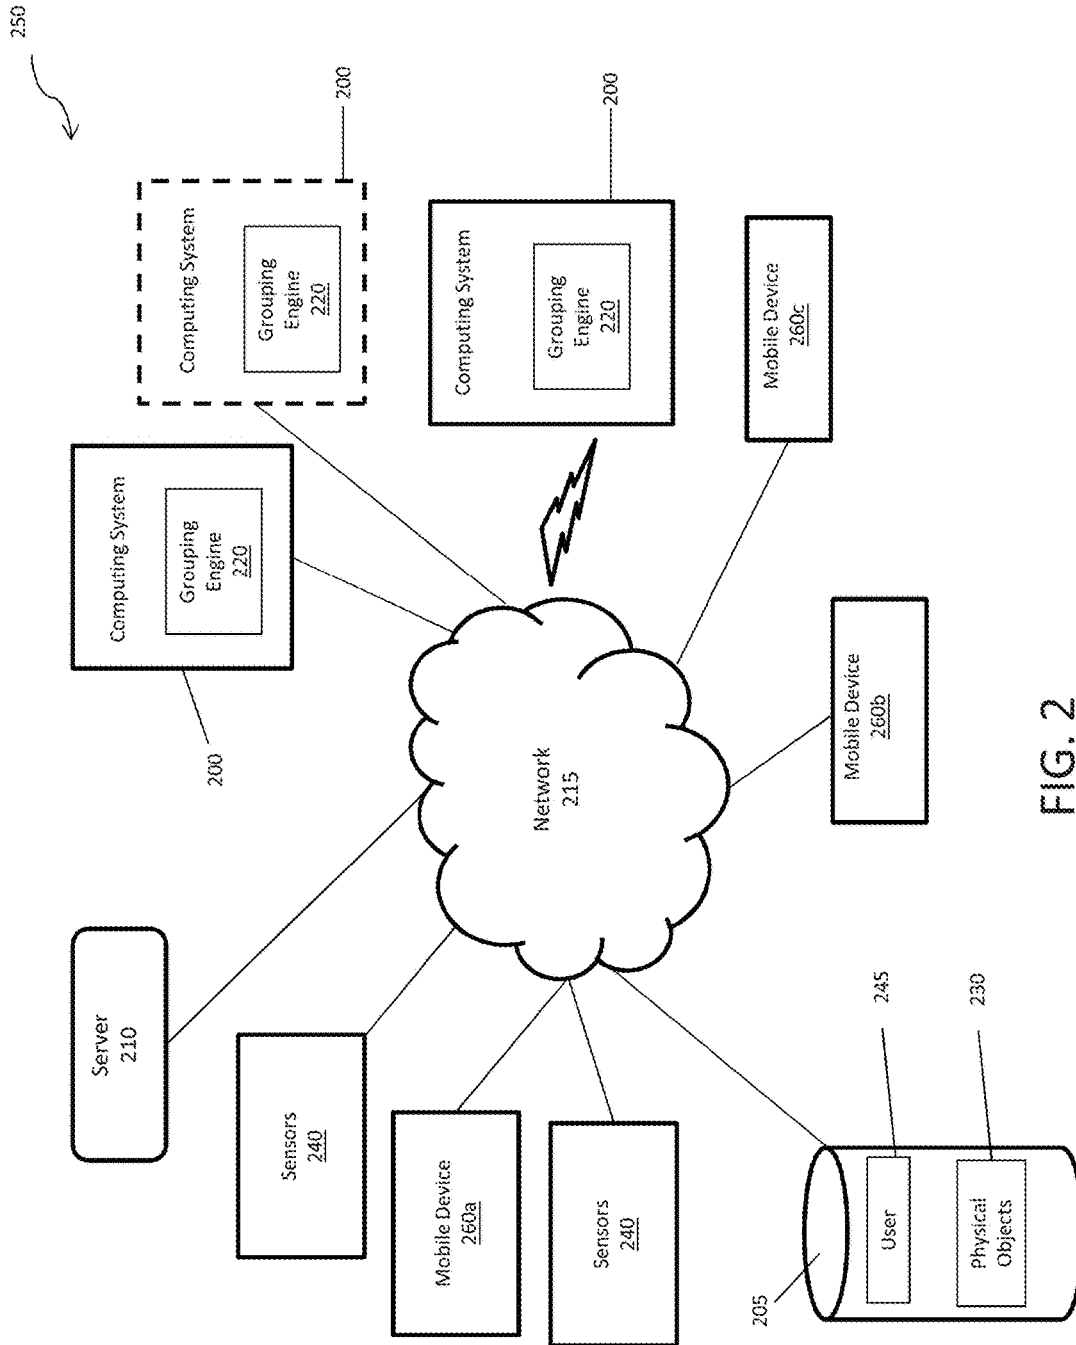 250
Server
210
Computing System
Grouping
Engine
220
200
Computing System
Grouping
Engine
220
200
Sensors
240
Mobile Device
260a
Sensors
240
Network
215
Computing System
Grouping
Engine
220
200
205
User
245
Physical
Objects
230
Mobile Device
260b
Mobile Device
260c
FIG. 2